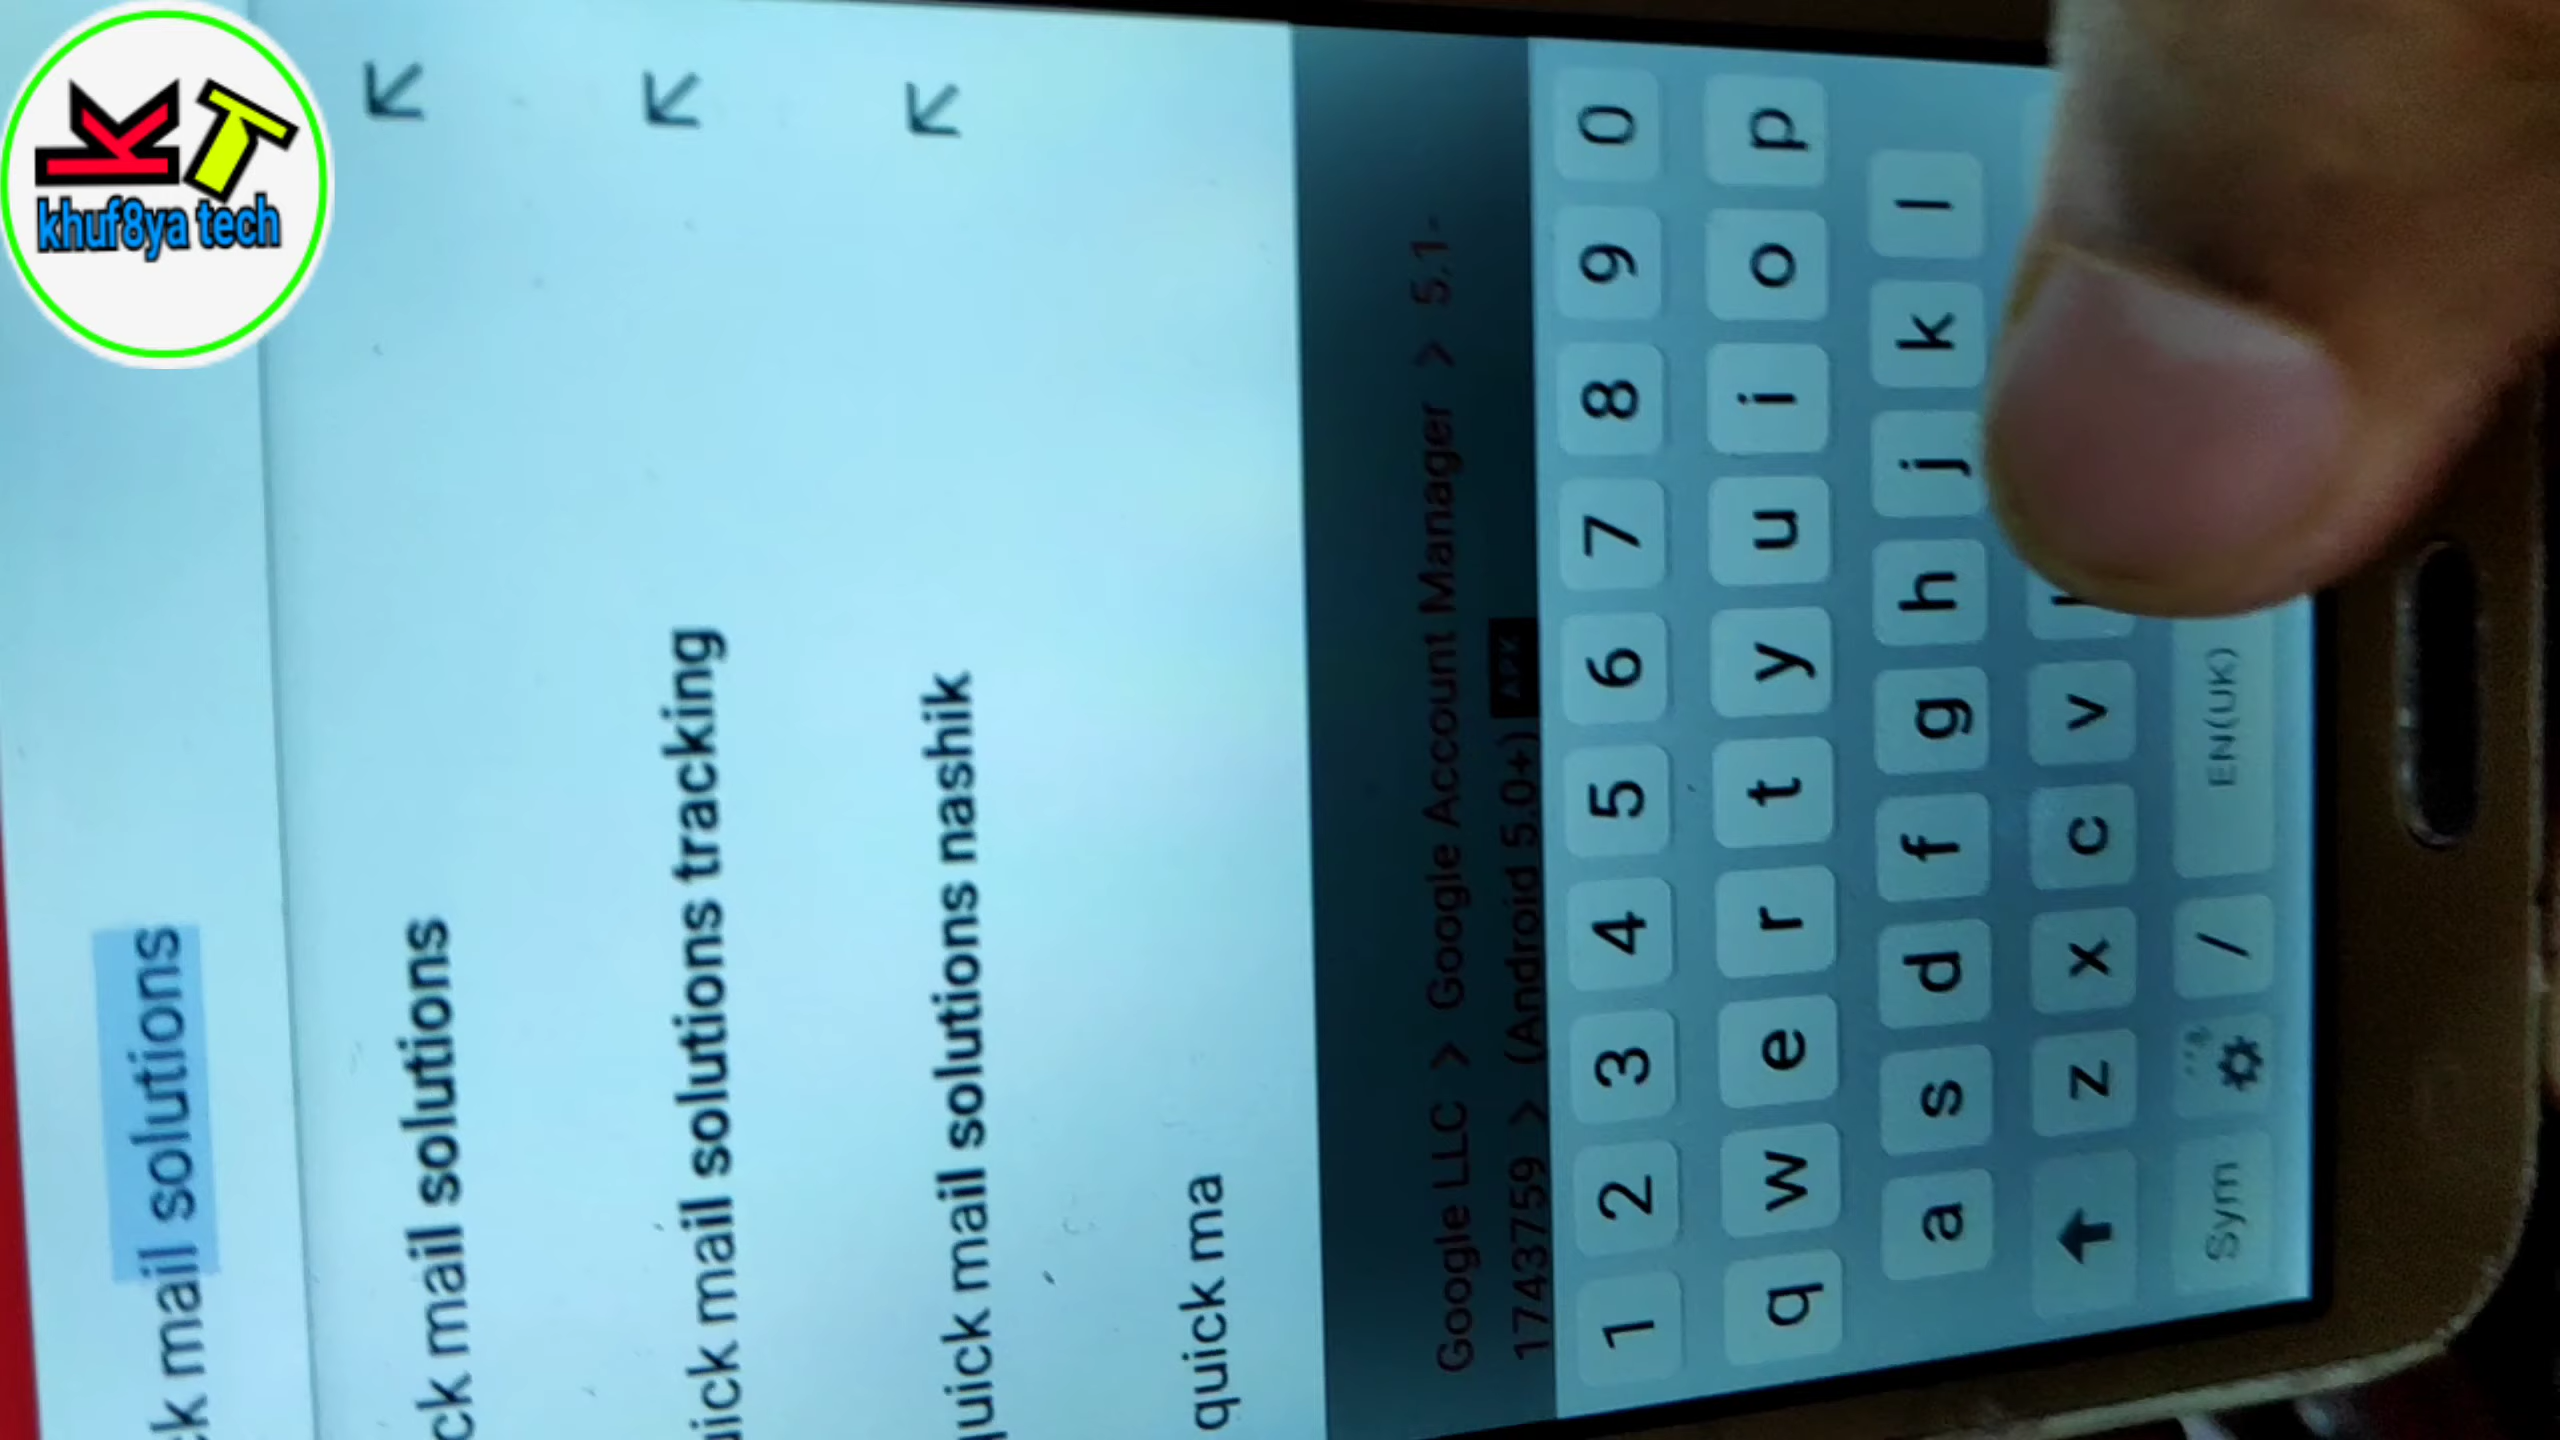 KT
khuf8ya tech
ck mail solutions
ck mail solutions
uick mail solutions tracking
quick mail solutions nashik
quick ma
Google LLC > Google Account Manager > 5.1-
1743759 > (Android 5.0+) APK
1 2 3 4 5 6 7 8 9 0
q w e r t y u i o p
a s d f g h j k l
z x c v
Sym / EN(UK)